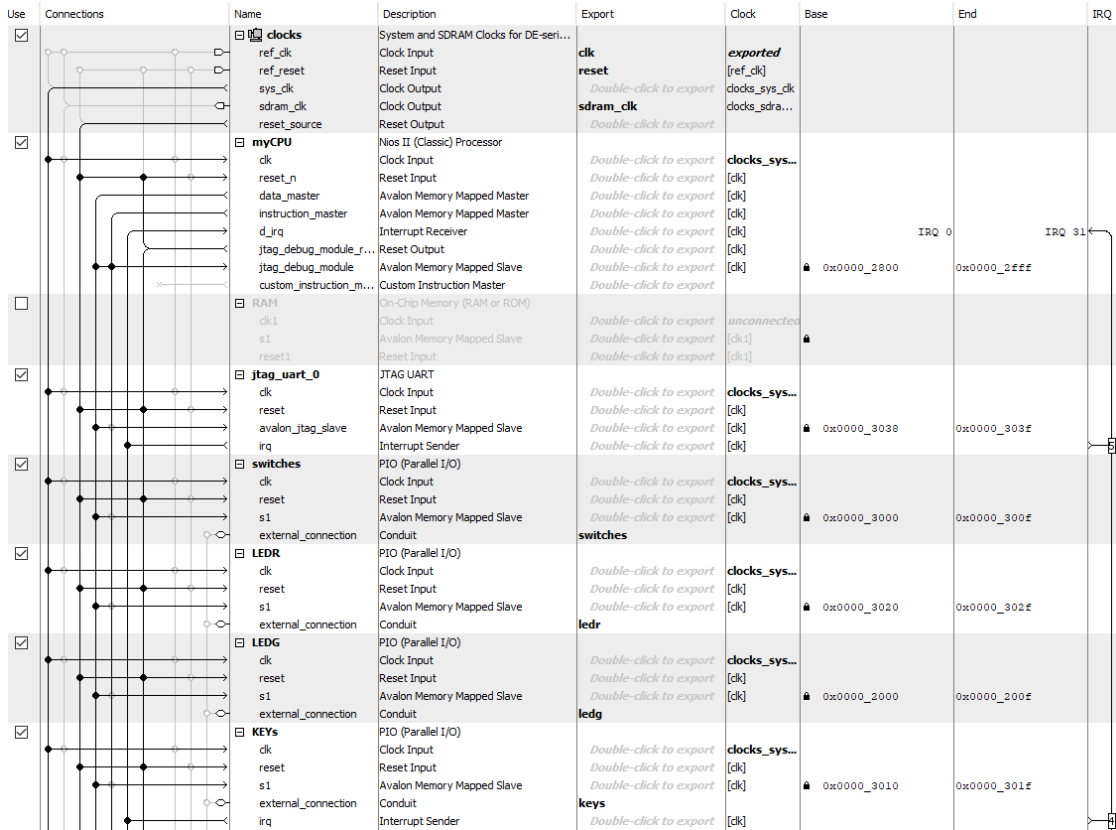 Use Connections Name Description Export Clock Base End IRQ
clocks System and SDRAM Clocks for DE-seri...
ref_clk Clock Input clk exported
ref_reset Reset Input reset [ref_clk]
sys_clk Clock Output Double-click to export clocks_sys_clk
sdram_clk Clock Output sdram_clk clocks_sdra...
reset_source Reset Output Double-click to export
myCPU Nios II (Classic) Processor
clk Clock Input Double-click to export clocks_sys...
reset_n Reset Input Double-click to export [clk]
data_master Avalon Memory Mapped Master Double-click to export [clk]
instruction_master Avalon Memory Mapped Master Double-click to export [clk]
d_irq Interrupt Receiver Double-click to export [clk] IRQ 0 IRQ 31
jtag_debug_module_r... Reset Output Double-click to export [clk]
jtag_debug_module Avalon Memory Mapped Slave Double-click to export [clk] 0x0000_2800 0x0000_2fff
custom_instruction_m... Custom Instruction Master Double-click to export
RAM On-Chip Memory (RAM or ROM)
clk1 Clock Input Double-click to export unconnected
s1 Avalon Memory Mapped Slave Double-click to export [clk1]
reset1 Reset Input Double-click to export [clk1]
jtag_uart_0 JTAG UART
clk Clock Input Double-click to export clocks_sys...
reset Reset Input Double-click to export [clk]
avalon_jtag_slave Avalon Memory Mapped Slave Double-click to export [clk] 0x0000_3038 0x0000_303f
irq Interrupt Sender Double-click to export [clk] 5
switches PIO (Parallel I/O)
clk Clock Input Double-click to export clocks_sys...
reset Reset Input Double-click to export [clk]
s1 Avalon Memory Mapped Slave Double-click to export [clk] 0x0000_3000 0x0000_300f
external_connection Conduit switches
LEDR PIO (Parallel I/O)
clk Clock Input Double-click to export clocks_sys...
reset Reset Input Double-click to export [clk]
s1 Avalon Memory Mapped Slave Double-click to export [clk] 0x0000_3020 0x0000_302f
external_connection Conduit ledr
LEDG PIO (Parallel I/O)
clk Clock Input Double-click to export clocks_sys...
reset Reset Input Double-click to export [clk]
s1 Avalon Memory Mapped Slave Double-click to export [clk] 0x0000_2000 0x0000_200f
external_connection Conduit ledg
KEYs PIO (Parallel I/O)
clk Clock Input Double-click to export clocks_sys...
reset Reset Input Double-click to export [clk]
s1 Avalon Memory Mapped Slave Double-click to export [clk] 0x0000_3010 0x0000_301f
external_connection Conduit keys
irq Interrupt Sender Double-click to export [clk] 4